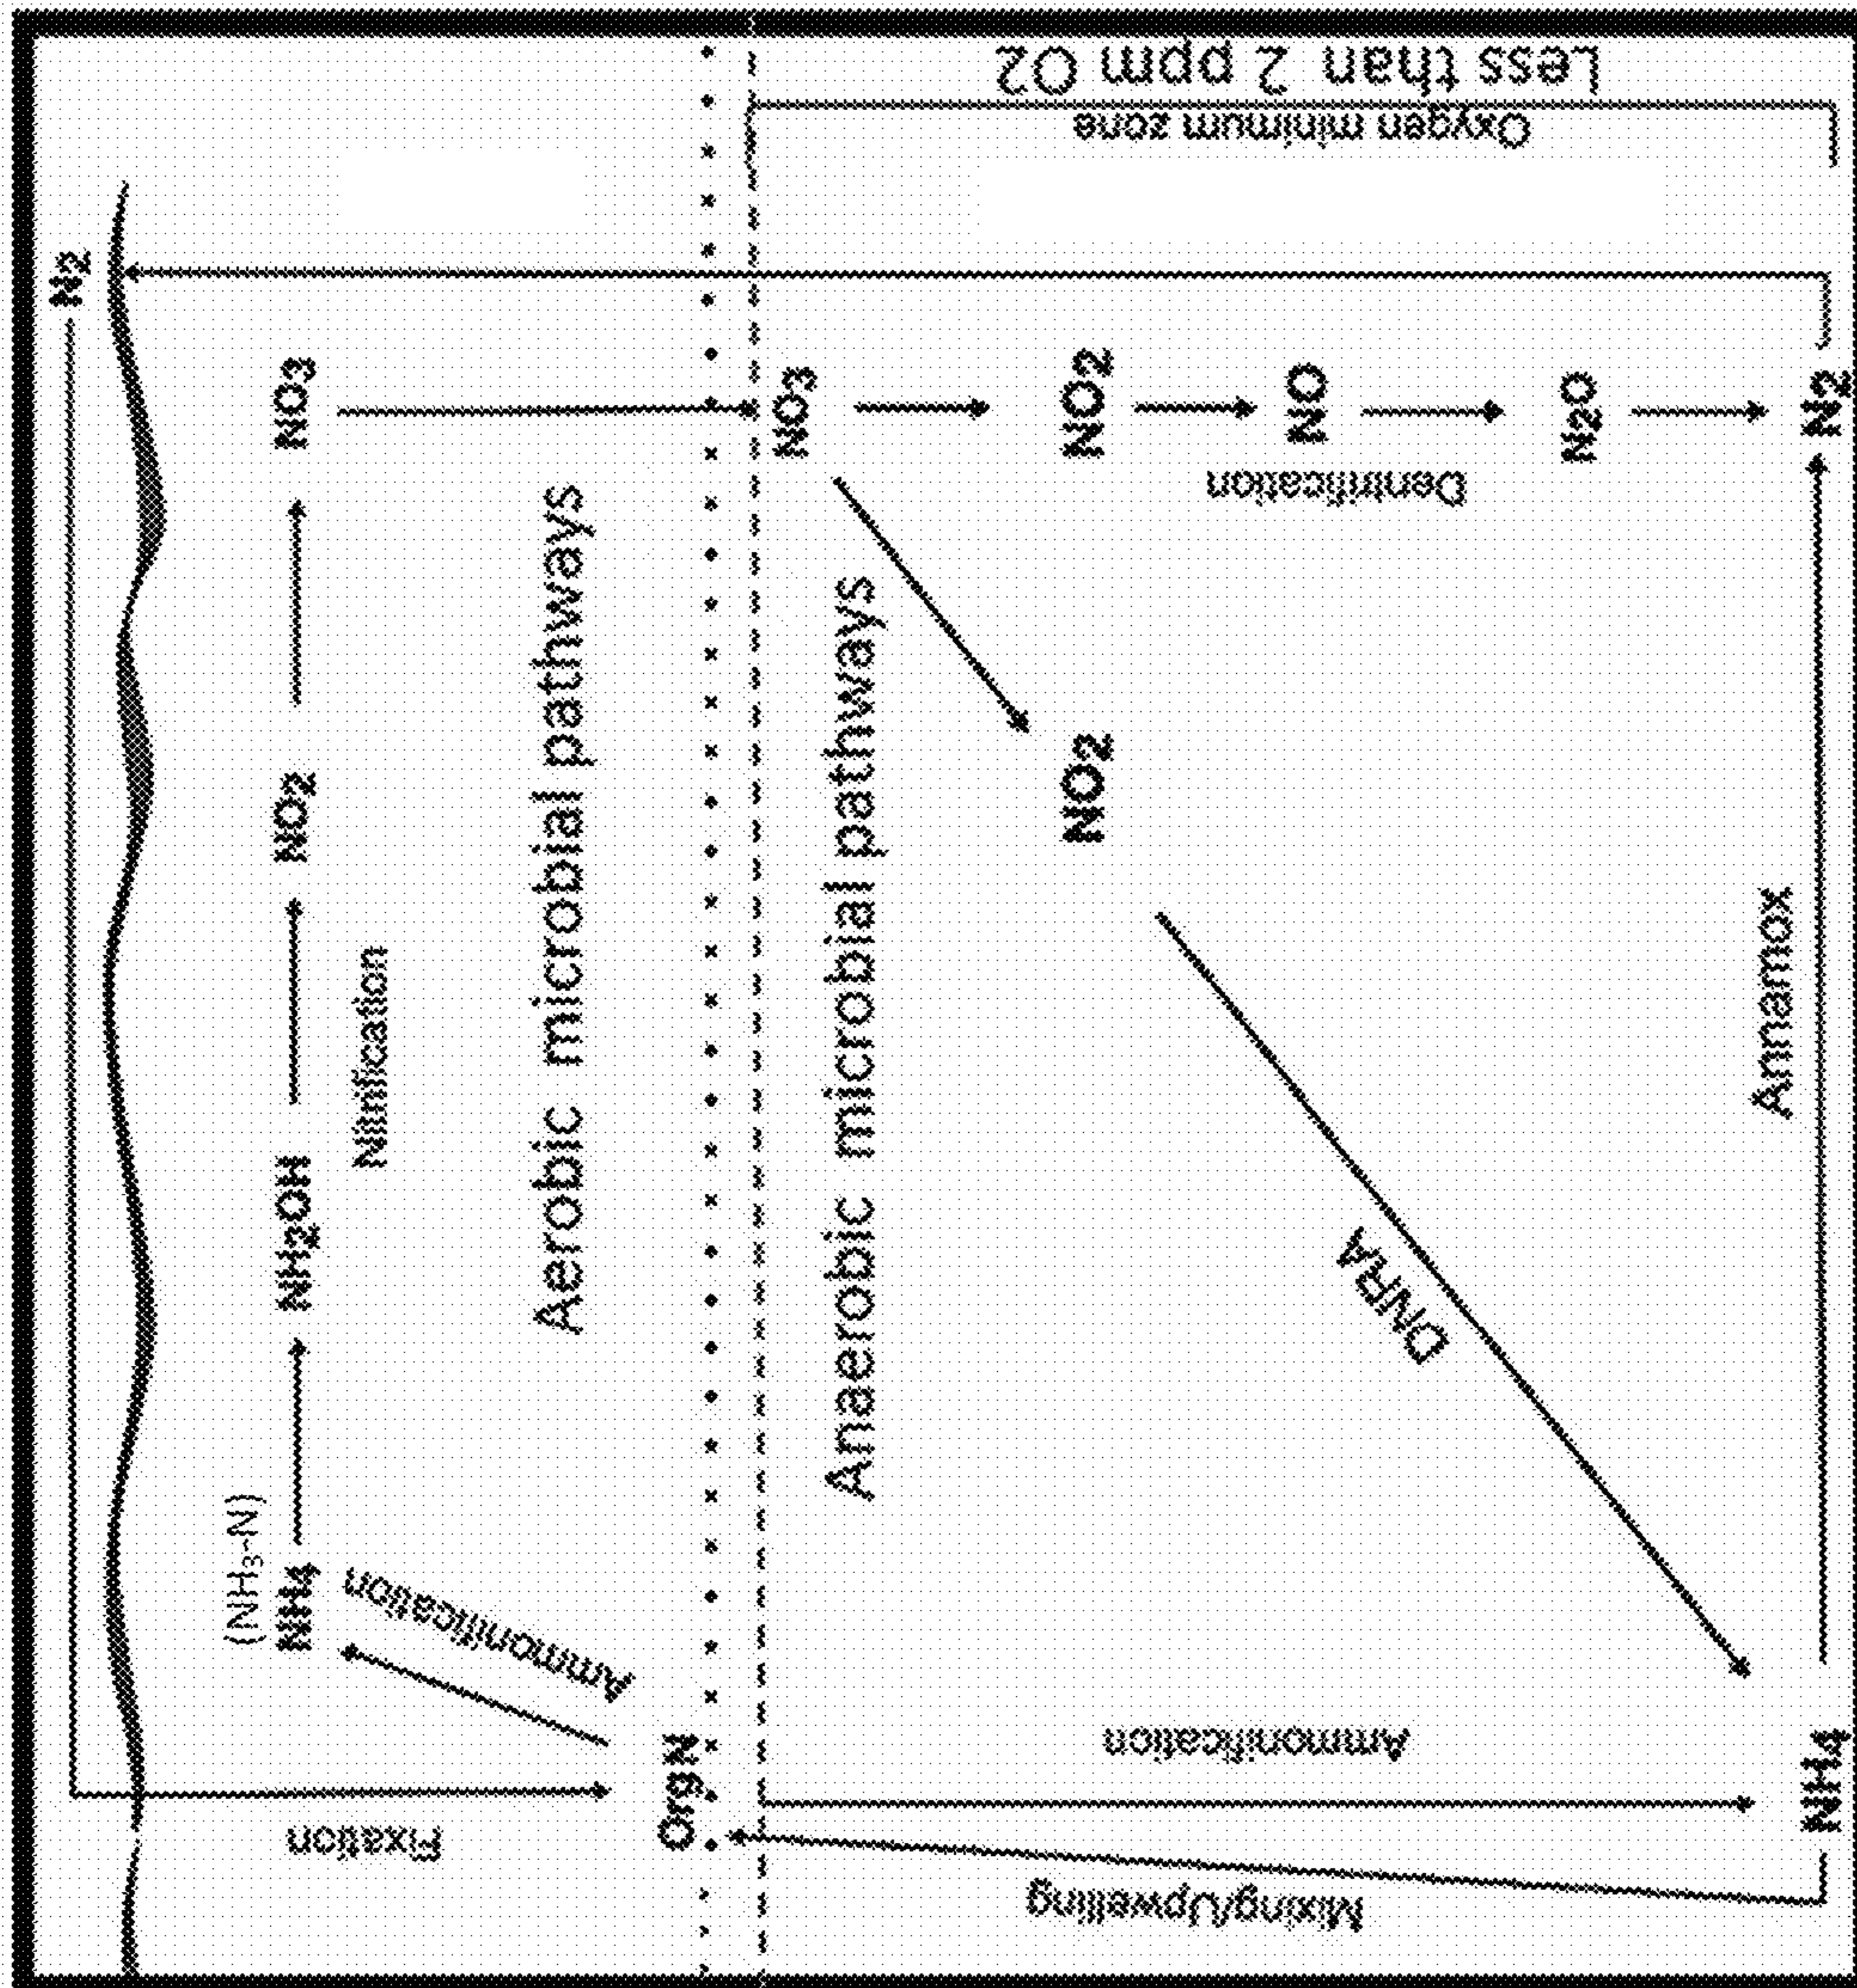 N2
(NH3-N)
NH4
NH2OH
NO2
NO3
Nitrification
Fixation
Ammonification
Aerobic microbial pathways
OrgN
Anaerobic microbial pathways
NO3
NO2
NO2
NO
N2O
N2
Dentrification
DNRA
Ammonification
Mixing/Upwelling
Annamox
NH4
Oxygen minimum zone
Less than 2 ppm O2